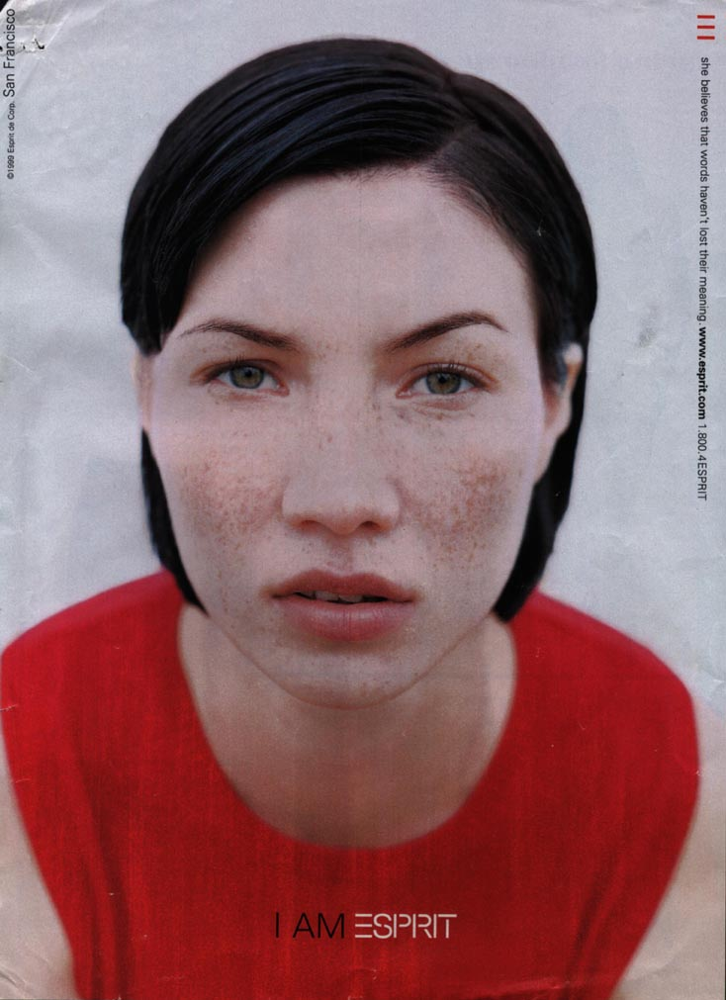 ©1999 Esprit de Corp. San Francisco
she believes that words haven't lost their meaning. www.esprit.com 1.800.4ESPRIT
I AM ESPRIT